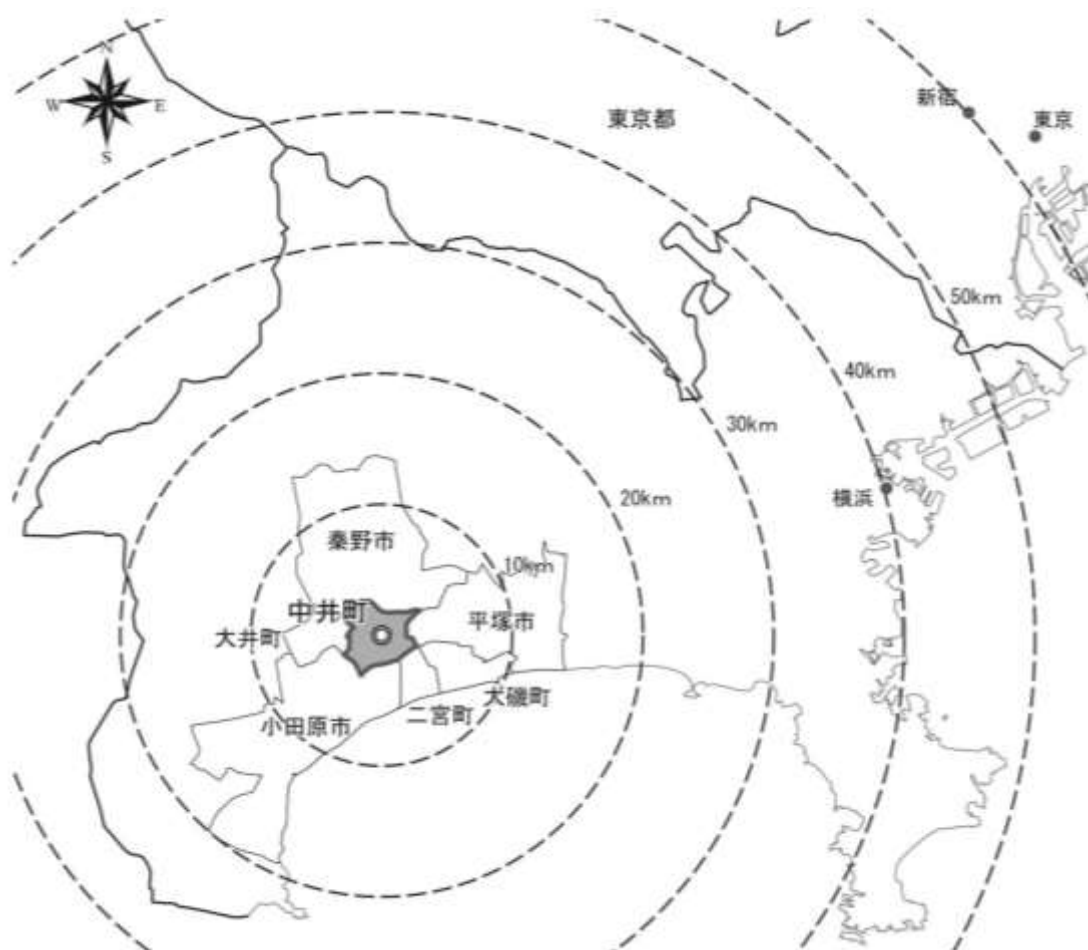 N
W E
S
東京都
新宿
東京
50km
40km
30km
20km
10km
横浜
秦野市
中井町
大井町
平塚市
小田原市
二宮町
大磯町